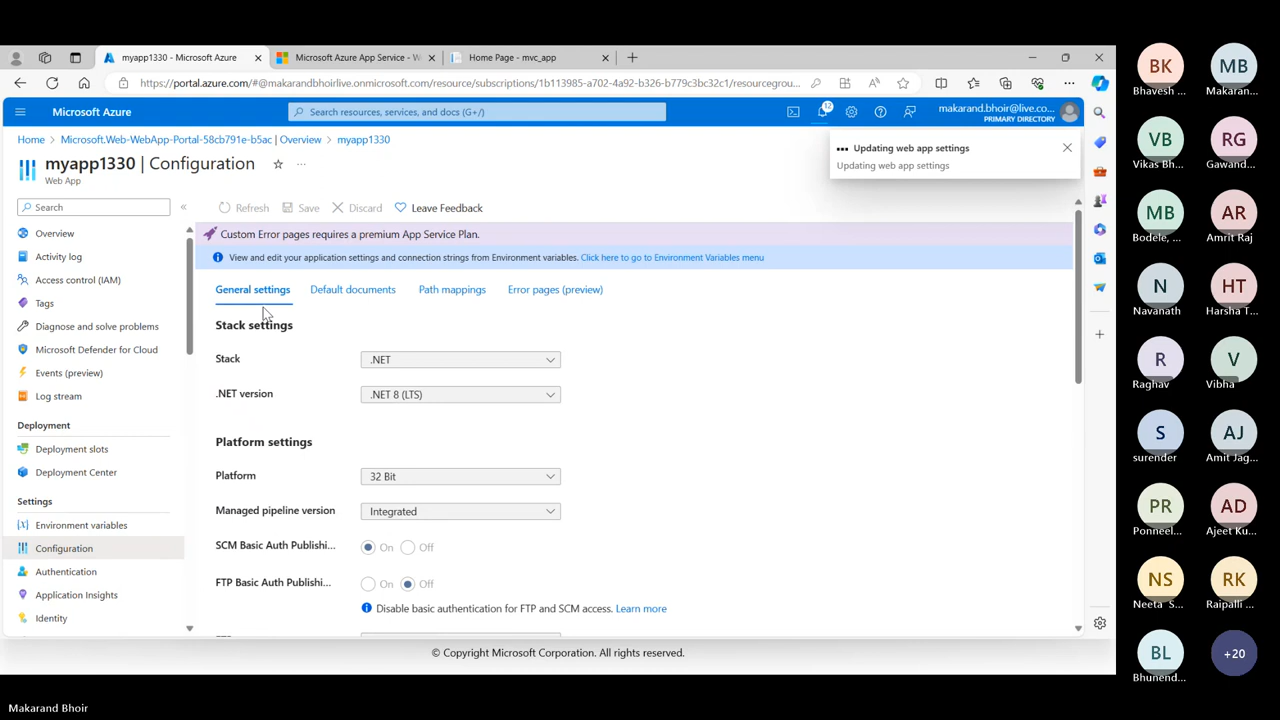 myapp1330 - Microsoft Azure
Microsoft Azure App Service - W
Home Page - mvc_app
https://portal.azure.com/#@makarandbhoirlive.onmicrosoft.com/resource/subscriptions/1b113985-a702-4a92-b326-b779c3bc32c1/resourcegrou...
Microsoft Azure
Search resources, services, and docs (G+/)
12
makarand.bhoir@live.co...
PRIMARY DIRECTORY
Home > Microsoft.Web-WebApp-Portal-58cb791e-b5ac | Overview > myapp1330 >
myapp1330 | Configuration
Web App
Updating web app settings
Updating web app settings
Search
Refresh Save Discard Leave Feedback
Custom Error pages requires a premium App Service Plan.
View and edit your application settings and connection strings from Environment variables. Click here to go to Environment Variables menu
General settings Default documents Path mappings Error pages (preview)
Stack settings
Stack .NET
.NET version .NET 8 (LTS)
Platform settings
Platform 32 Bit
Managed pipeline version Integrated
SCM Basic Auth Publishi... On Off
FTP Basic Auth Publishi... On Off
Disable basic authentication for FTP and SCM access. Learn more
Overview
Activity log
Access control (IAM)
Tags
Diagnose and solve problems
Microsoft Defender for Cloud
Events (preview)
Log stream
Deployment
Deployment slots
Deployment Center
Settings
Environment variables
Configuration
Authentication
Application Insights
Identity
© Copyright Microsoft Corporation. All rights reserved.
Makarand Bhoir
BK MB
Bhavesh ... Makaran...
VB RG
Vikas Bh... Gawand...
MB AR
Bodele, ... Amrit Raj
N HT
Navanath Harsha T...
R V
Raghav Vibha
S AJ
surender Amit Jag...
PR AD
Ponneel... Ajeet Ku...
NS RK
Neeta S... Raipalli ...
BL +20
Bhunend...